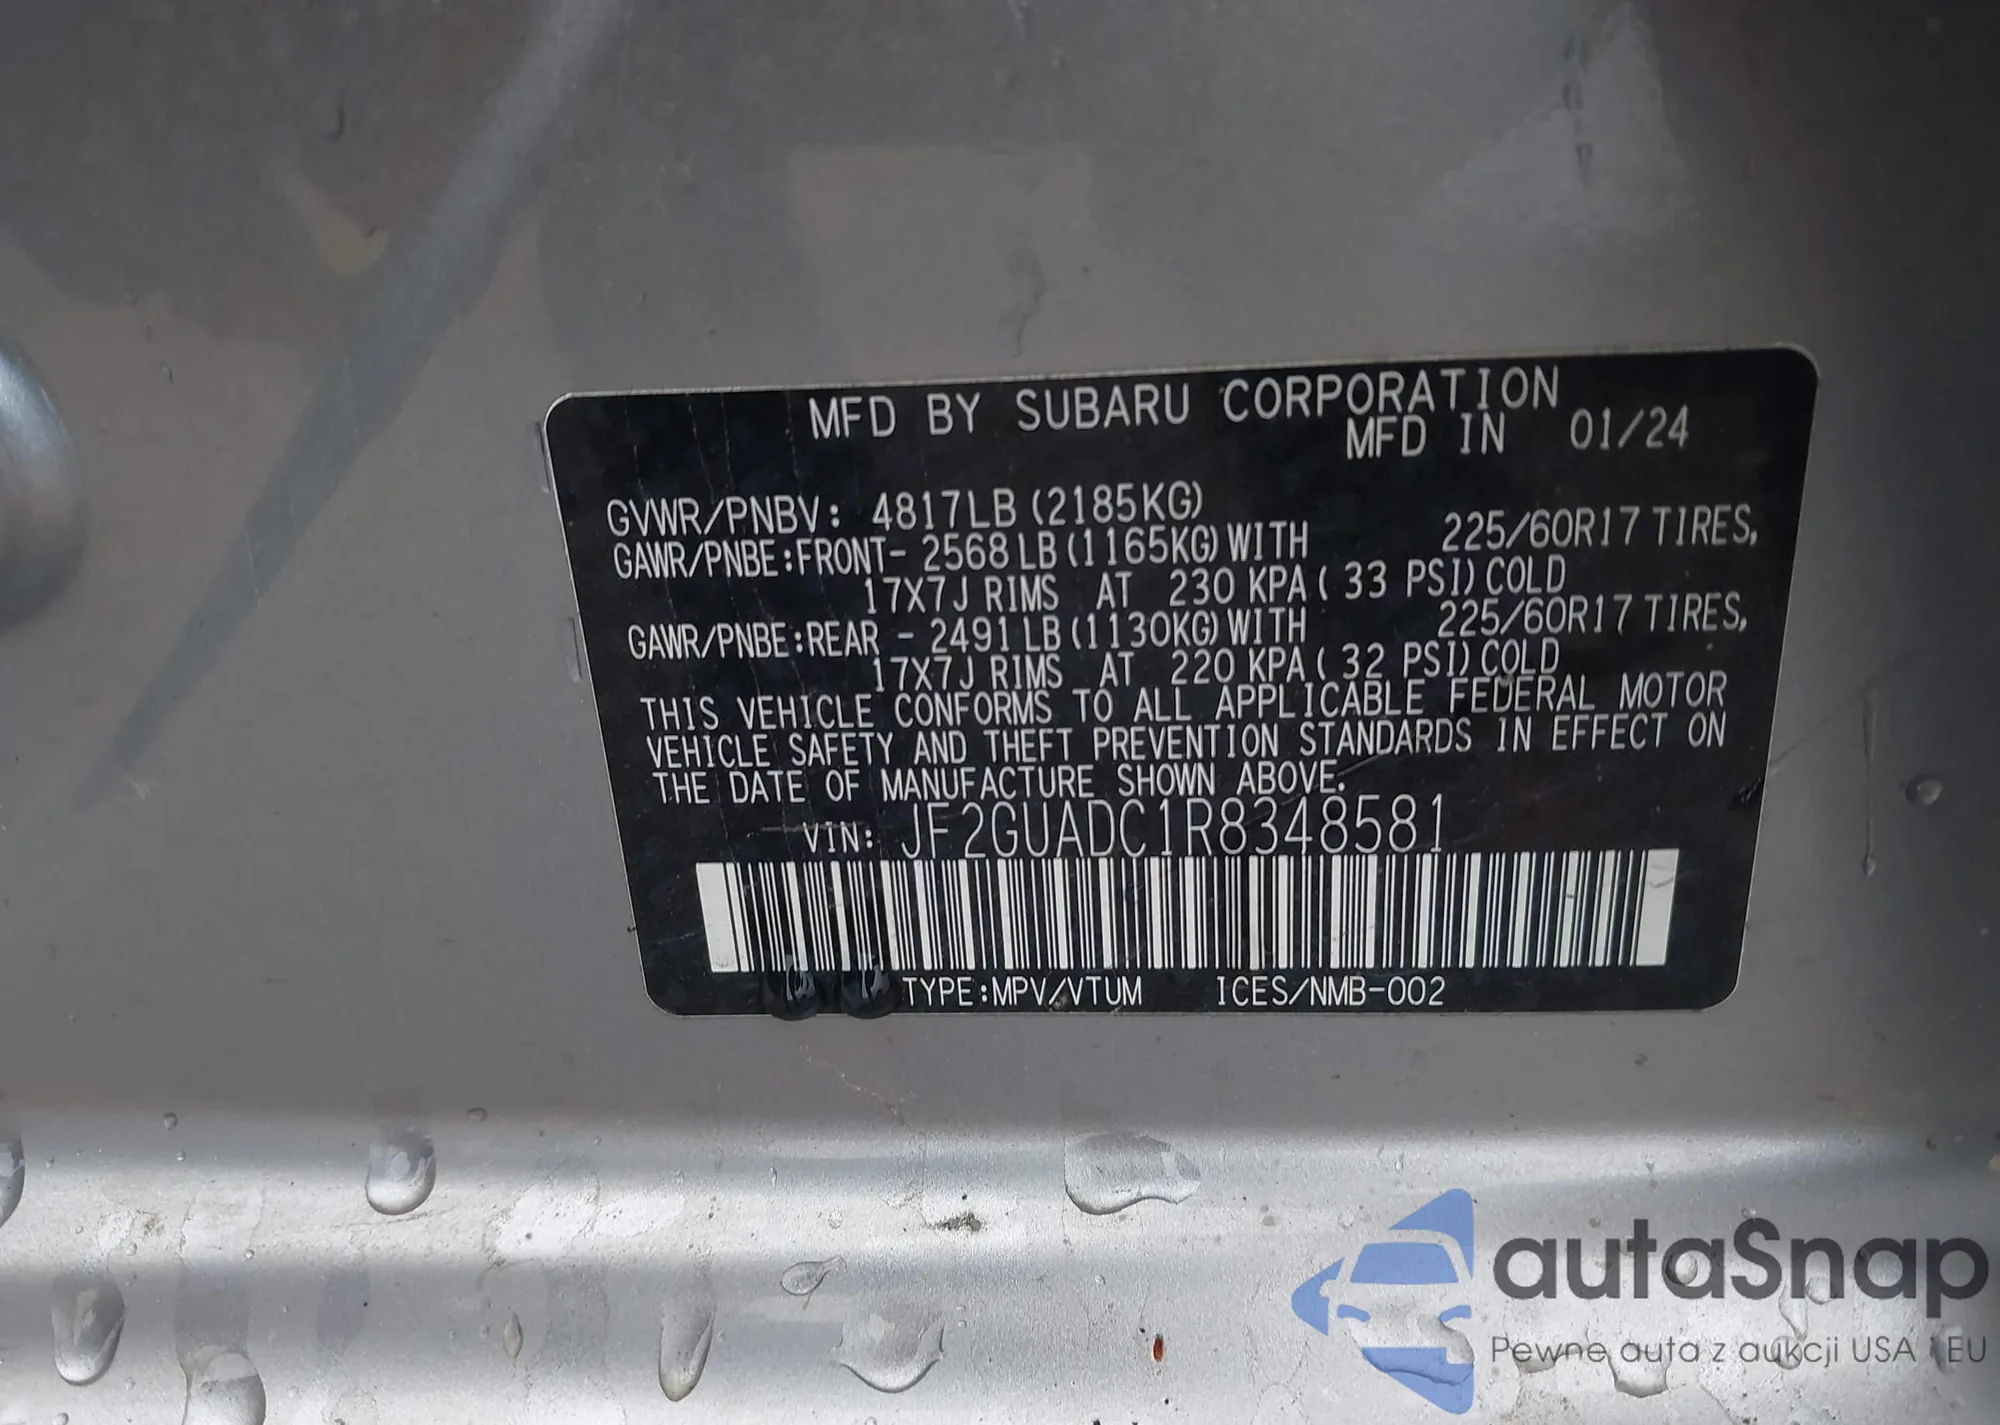 MFD BY SUBARU CORPORATION
MFD IN 01/24
GVWR/PNBV: 4817LB (2185KG)
GAWR/PNBE:FRONT- 2568 LB (1165KG) WITH 225/60R17 TIRES,
17X7J RIMS AT 230 KPA ( 33 PSI) COLD
GAWR/PNBE:REAR - 2491 LB (1130KG) WITH 225/60R17 TIRES,
17X7J RIMS AT 220 KPA ( 32 PSI) COLD
THIS VEHICLE CONFORMS TO ALL APPLICABLE FEDERAL MOTOR
VEHICLE SAFETY AND THEFT PREVENTION STANDARDS IN EFFECT ON
THE DATE OF MANUFACTURE SHOWN ABOVE.
VIN: JF2GUADC1R8348581
TYPE:MPV/VTUM ICES/NMB-002
autaSnap
Pewne auta z aukcji USA i EU